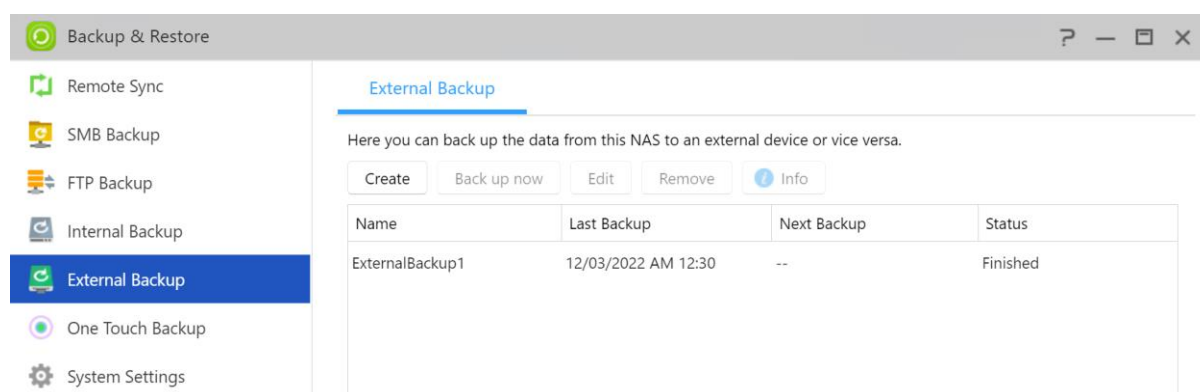 Backup & Restore
Remote Sync
SMB Backup
FTP Backup
Internal Backup
External Backup
One Touch Backup
System Settings
External Backup
Here you can back up the data from this NAS to an external device or vice versa.
Create Back up now Edit Remove Info
Name Last Backup Next Backup Status
ExternalBackup1 12/03/2022 AM 12:30 -- Finished